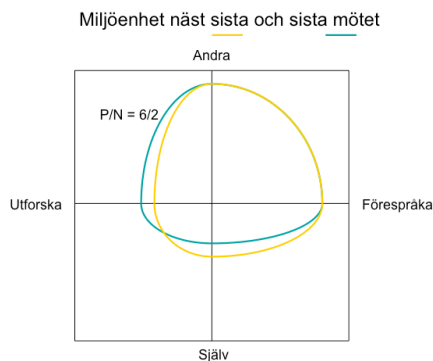 Miljöenhet näst sista och sista mötet
Andra
P/N = 6/2
Utforska
Förespråka
Själv